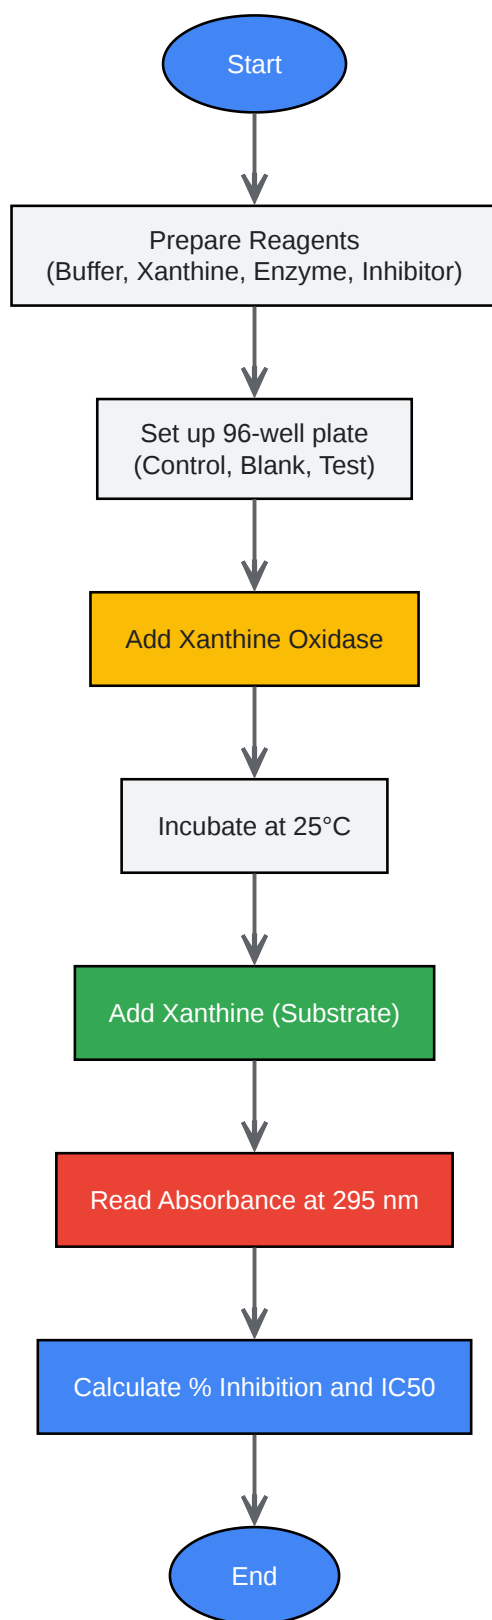 Start
Prepare Reagents
(Buffer, Xanthine, Enzyme, Inhibitor)
Set up 96-well plate
(Control, Blank, Test)
Add Xanthine Oxidase
Incubate at 25°C
Add Xanthine (Substrate)
Read Absorbance at 295 nm
Calculate % Inhibition and IC50
End